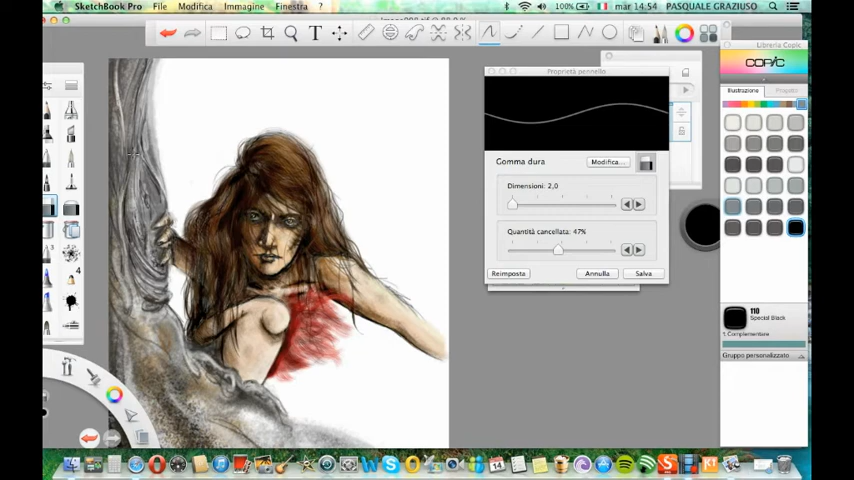 SketchBook Pro File Modifica Immagine Finestra ? 100% mar 14:54 PASQUALE GRAZIUSO
Proprietà pennello
Libreria Copic
COPIC
Illustrazione Progetto
Comma dura Modifica...
Dimensioni: 2,0
Quantità cancellata: 47%
Reimposta Annulla Salva
110
Special Black
Complementare
Gruppo personalizzato